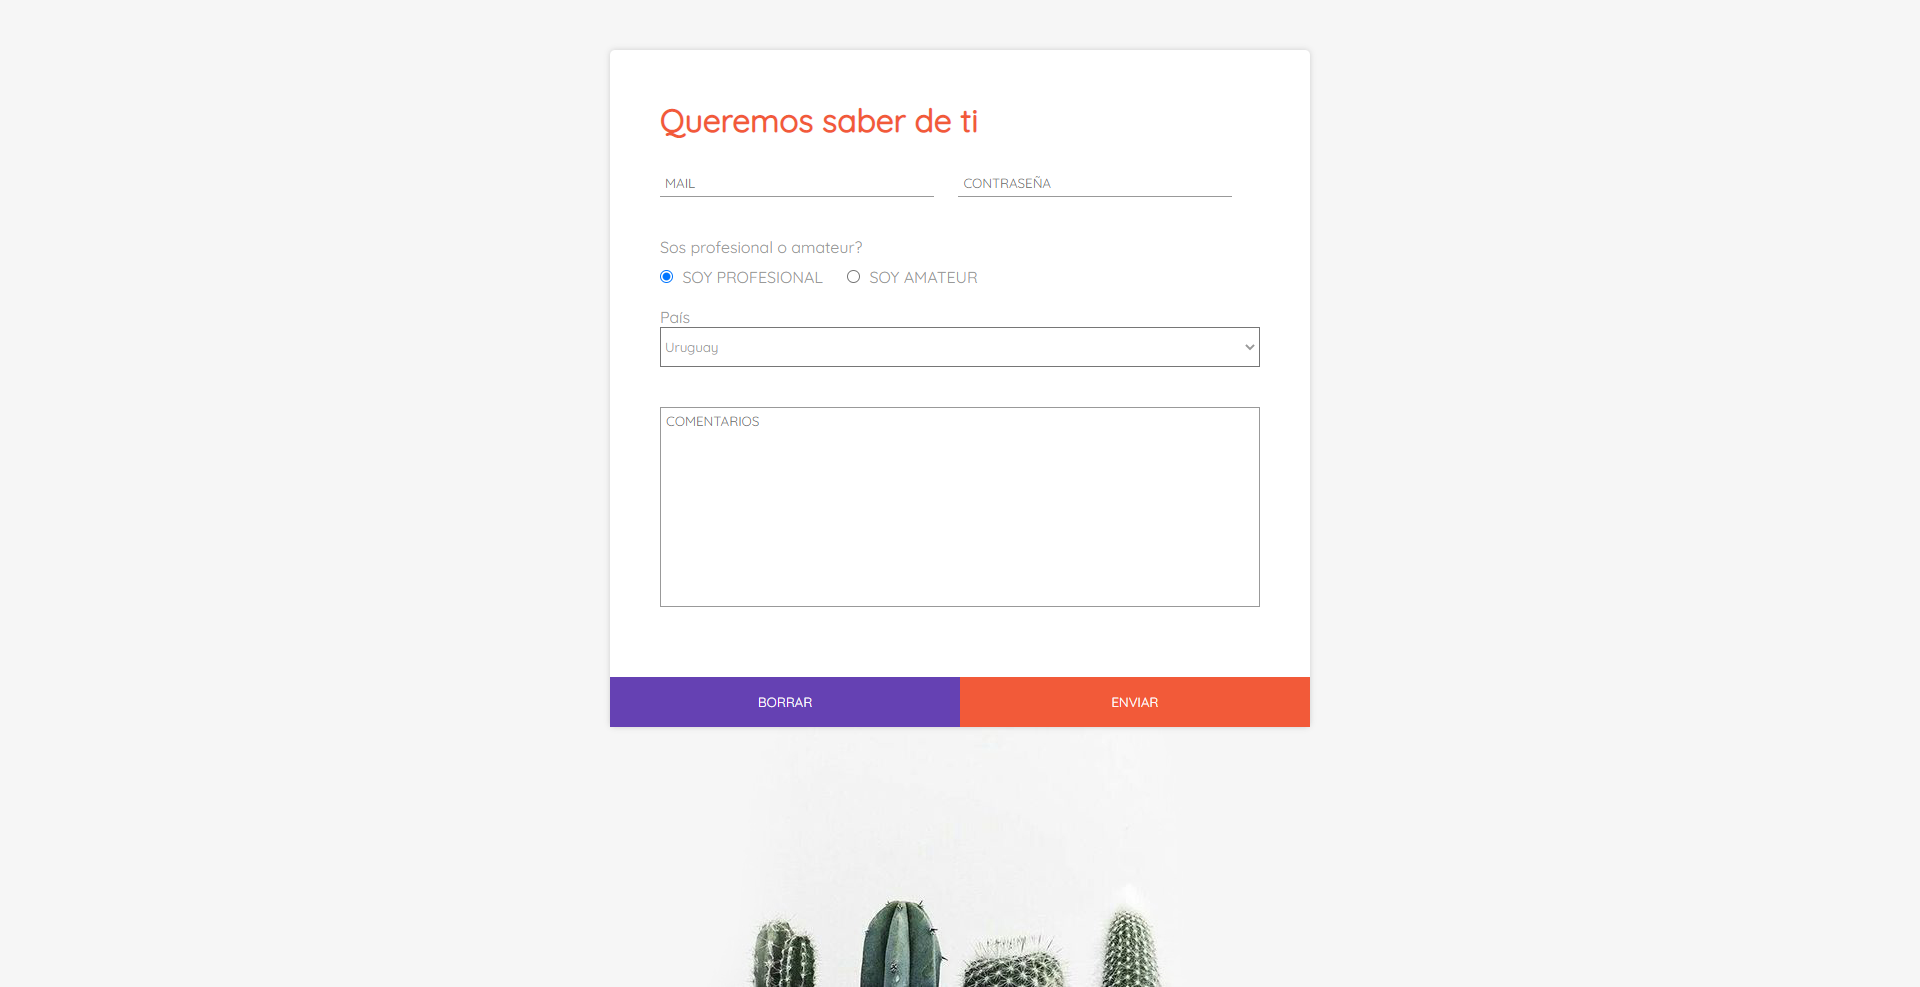 Queremos saber de ti
MAIL CONTRASEÑA
Sos profesional o amateur?
SOY PROFESIONAL SOY AMATEUR
País
Uruguay
COMENTARIOS
BORRAR ENVIAR